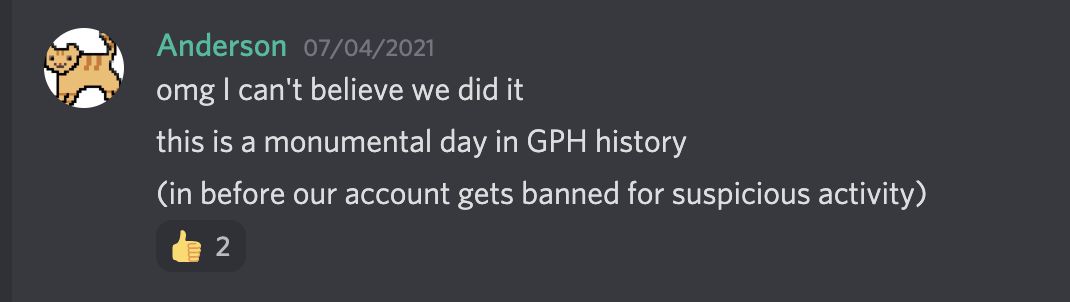 Anderson 07/04/2021
omg I can't believe we did it
this is a monumental day in GPH history
(in before our account gets banned for suspicious activity)
👍 2